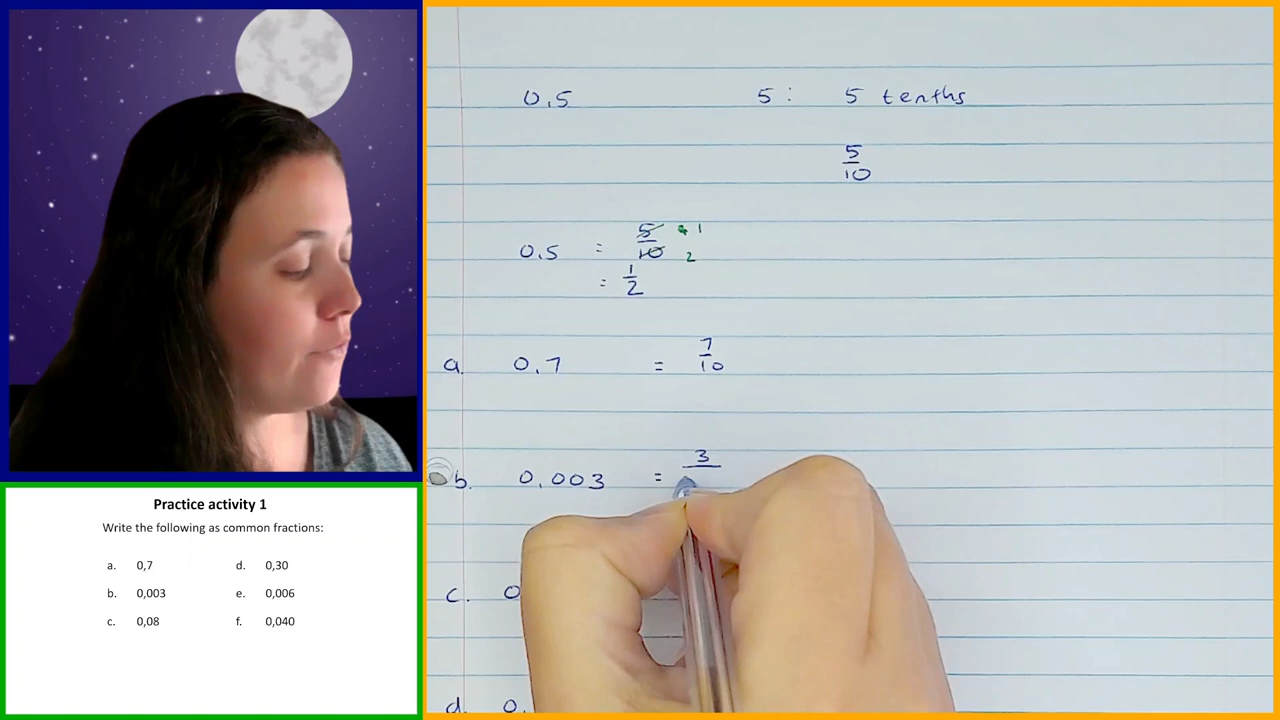 0,5 5: 5 tenths
5
10
0,5 = 5 1
10 2
= 1
2
a. 0,7 = 7
10
b. 0,003 = 3
c. 0
d. 0,
Practice activity 1
Write the following as common fractions:
a. 0,7 d. 0,30
b. 0,003 e. 0,006
c. 0,08 f. 0,040